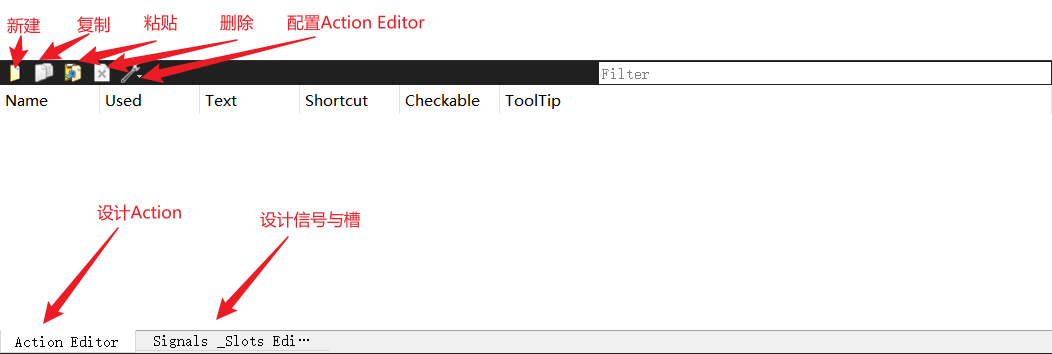 新建 复制 粘贴 删除 配置Action Editor
Filter
Name Used Text Shortcut Checkable ToolTip
设计Action 设计信号与槽
Action Editor Signals _Slots Edi…